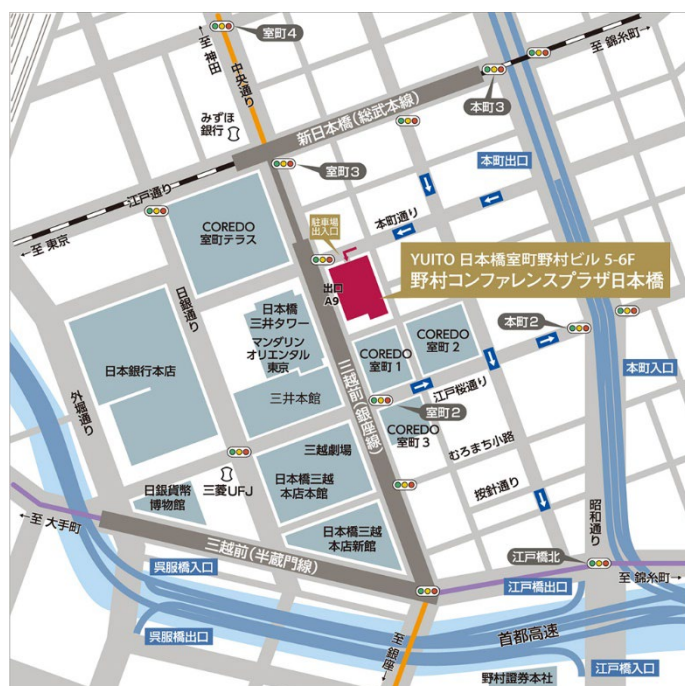 室町4
←至
神田
中央通り
至 錦糸町→
みずほ
銀行
新日本橋(総武本線)
本町3
室町3
本町出口
江戸通り
←至 東京
COREDO
室町テラス
駐車場
出入口
本町通り
YUITO 日本橋室町野村ビル 5-6F
野村コンファレンスプラザ日本橋
出口
A9
日銀通り
日本橋
三井タワー
マンダリン
オリエンタル
東京
三越前(銀座線)
COREDO
室町 1
COREDO
室町 2
本町2
本町入口
日本銀行本店
外堀通り
三井本館
江戸桜通り
室町2
COREDO
室町 3
むろまち小路
三越劇場
日本橋三越
本店本館
三菱UFJ
日銀貨幣
博物館
按針通り
←至 大手町
日本橋三越
本店新館
昭和通り
三越前(半蔵門線)
江戸橋北
呉服橋入口
江戸橋出口
至 錦糸町→
呉服橋出口
首都高速
至 銀座→
野村證券本社
江戸橋入口